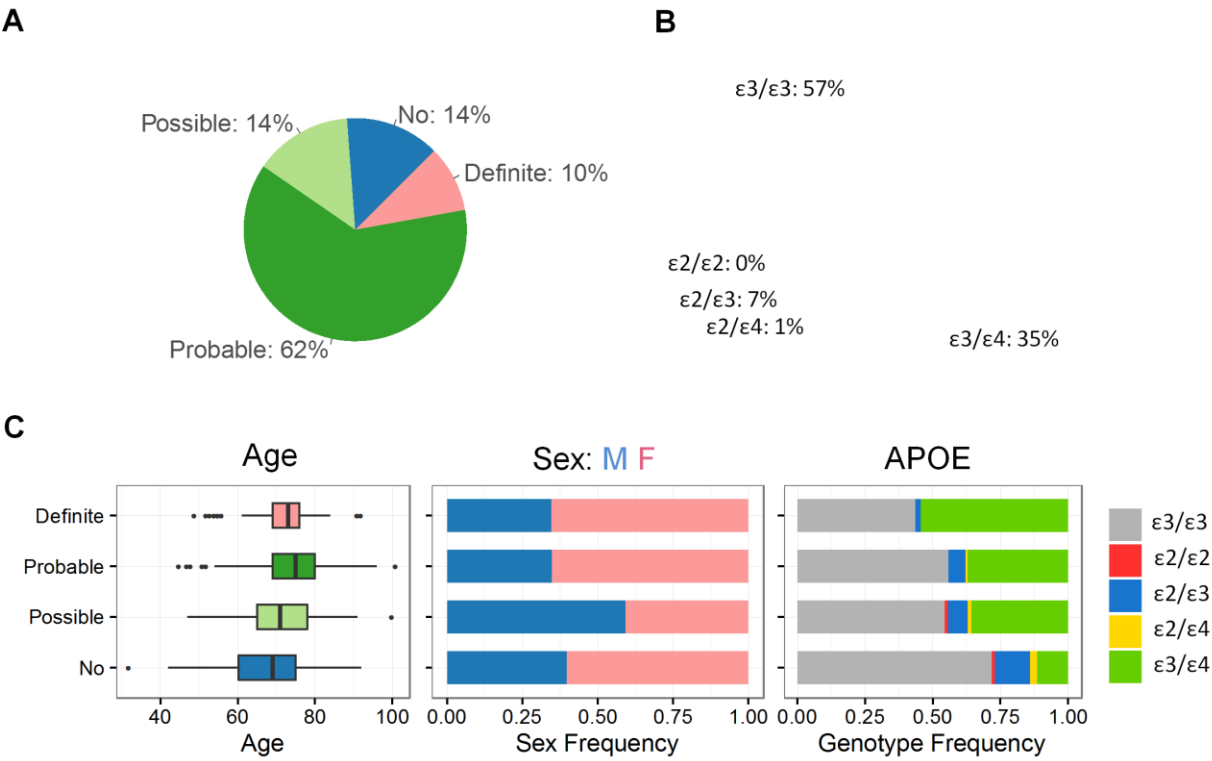 A
B
ε3/ε3: 57%
Possible: 14%
No: 14%
Definite: 10%
ε2/ε2: 0%
ε2/ε3: 7%
ε2/ε4: 1%
ε3/ε4: 35%
Probable: 62%
C
Age
Sex: M F
APOE
Definite
Probable
Possible
No
ε3/ε3
ε2/ε2
ε2/ε3
ε2/ε4
ε3/ε4
40 60 80 100
0.00 0.25 0.50 0.75 1.00
0.00 0.25 0.50 0.75 1.00
Age
Sex Frequency
Genotype Frequency